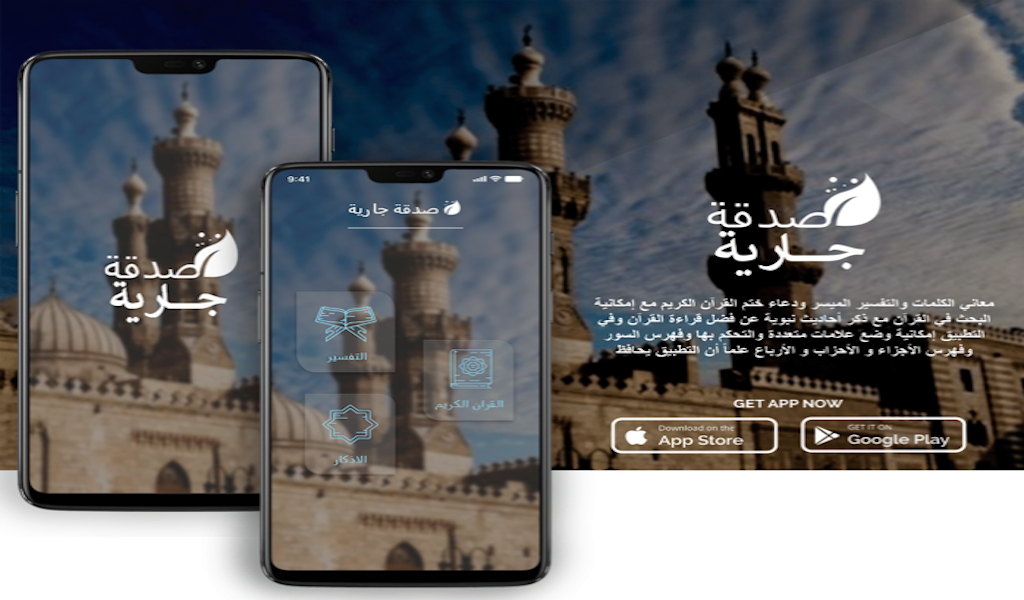 صدقة
جارية
9:41
صدقة جارية
التفسير
القران الكريم
الاذكار
صدقة
جارية
معاني الكلمات والتفسير الميسر ودعاء ختم القرآن الكريم مع إمكانية
البحث في القرآن مع ذكر أحاديث نبوية عن فضل قراءة القرآن وفي
التطبيق إمكانية وضع علامات متعددة والتحكم بها وفهرس السور
وفهرس الأجزاء و الأحزاب و الأرباع علماً أن التطبيق يحافظ
GET APP NOW
Download on the
App Store
GET IT ON
Google Play